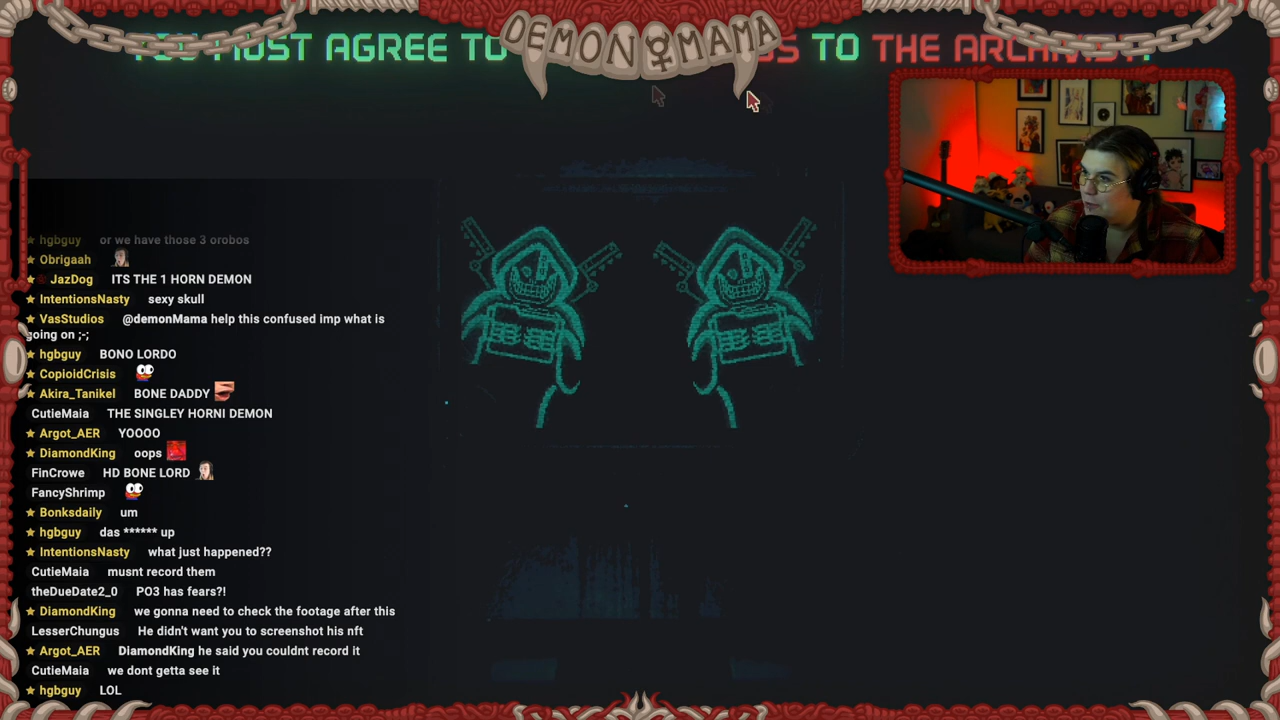 YOU MUST AGREE TO TO THE ARCHIVIST.
DEMON MAMA
hgbguy or we have those 3 orobos
Obrigaah
JazDog ITS THE 1 HORN DEMON
IntentionsNasty sexy skull
VasStudios @demonMama help this confused imp what is
going on ;-;
hgbguy BONO LORDO
CopioidCrisis
Akira_Tanikel BONE DADDY
CutieMaia THE SINGLEY HORNI DEMON
Argot_AER YOOOO
DiamondKing oops
FinCrowe HD BONE LORD
FancyShrimp
Bonksdaily um
hgbguy das ****** up
IntentionsNasty what just happened??
CutieMaia musnt record them
theDueDate2_0 PO3 has fears?!
DiamondKing we gonna need to check the footage after this
LesserChungus He didn't want you to screenshot his nft
Argot_AER DiamondKing he said you couldnt record it
CutieMaia we dont getta see it
hgbguy LOL